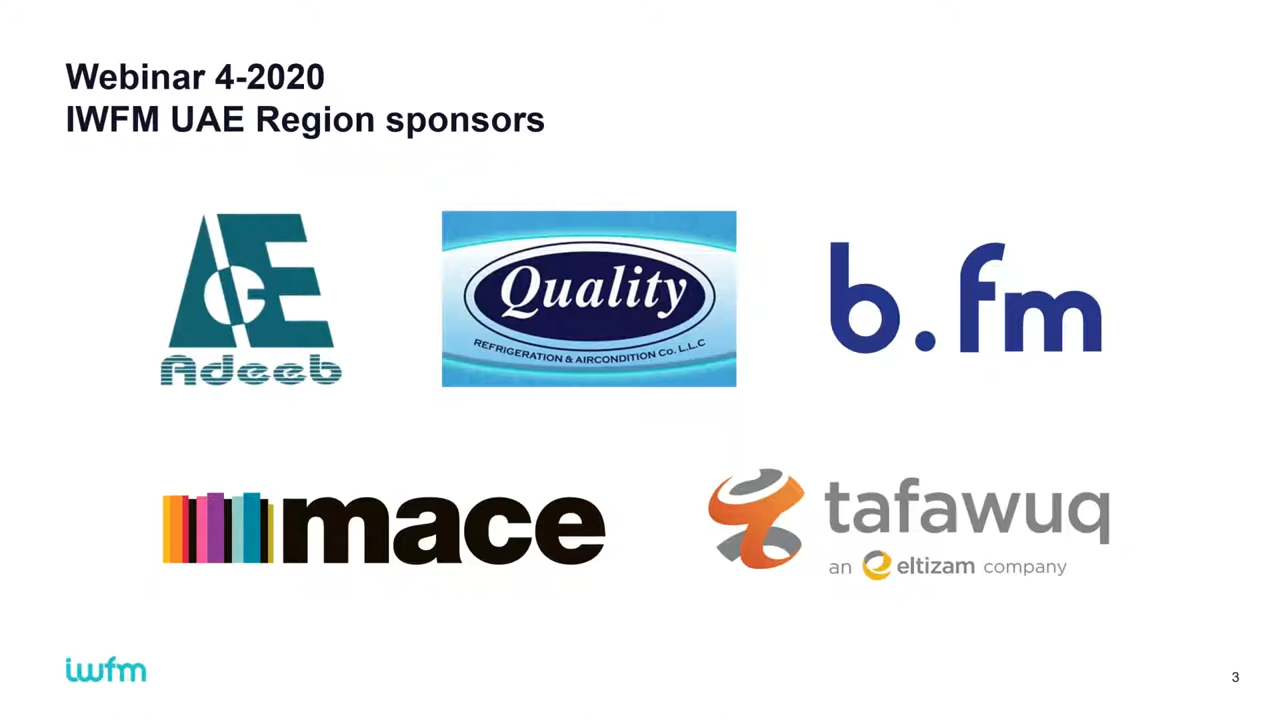 Webinar 4-2020
IWFM UAE Region sponsors
AGE
Adeeb
Quality
REFRIGERATION & AIRCONDITION Co. L.L.C
b.fm
mace
tafawuq
an eltizam company
iwfm
3